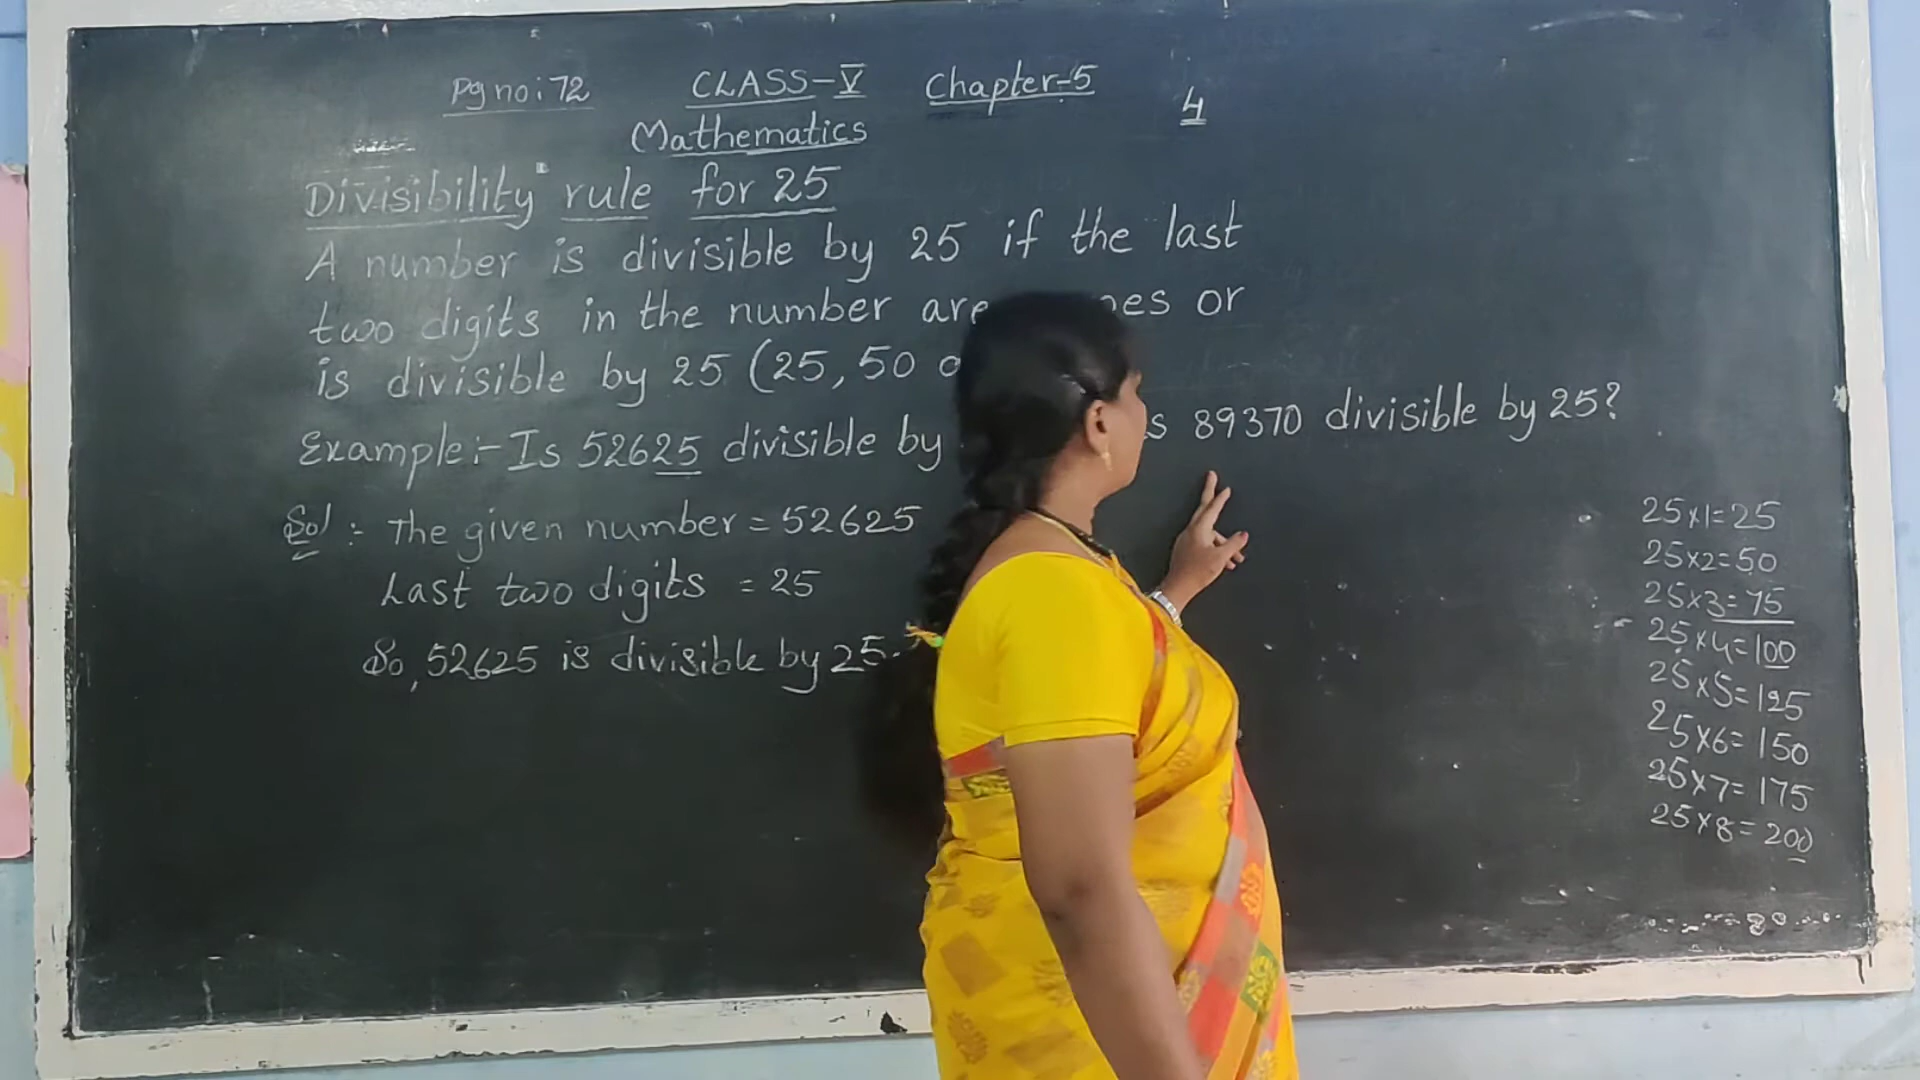 Pg no: 72 CLASS-V Chapter-5 4
Mathematics
Divisibility rule for 25
A number is divisible by 25 if the last
two digits in the number are or
is divisible by 25 (25, 50
Example:- Is 52625 divisible by 89370 divisible by 25?
Sol: The given number = 52625
Last two digits = 25
So, 52625 is divisible by 25.
25x1=25
25x2=50
25x3=75
25x4=100
25x5=125
25x6=150
25x7=175
25x8=200